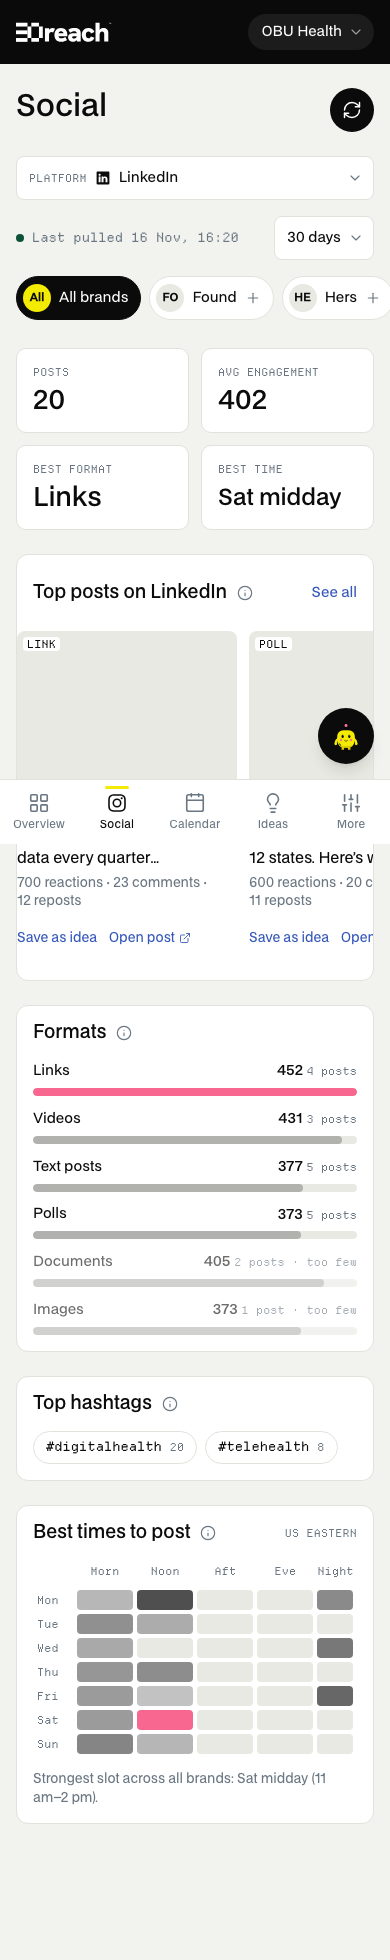 reach
OBU Health
Social
PLATFORM LinkedIn
Last pulled 16 Nov, 16:20
30 days
All All brands
FO Found +
HE Hers +
POSTS
20
AVG ENGAGEMENT
402
BEST FORMAT
Links
BEST TIME
Sat midday
Top posts on LinkedIn
See all
LINK
POLL
Overview
Social
Calendar
Ideas
More
data every quarter...
700 reactions · 23 comments ·
12 reposts
Save as idea Open post
12 states. Here's w
600 reactions · 20 c
11 reposts
Save as idea Open
Formats
Links 452 4 posts
Videos 431 3 posts
Text posts 377 5 posts
Polls 373 5 posts
Documents 405 2 posts · too few
Images 373 1 post · too few
Top hashtags
#digitalhealth 20
#telehealth 8
Best times to post
US EASTERN
Morn Noon Aft Eve Night
Mon
Tue
Wed
Thu
Fri
Sat
Sun
Strongest slot across all brands: Sat midday (11
am–2 pm).